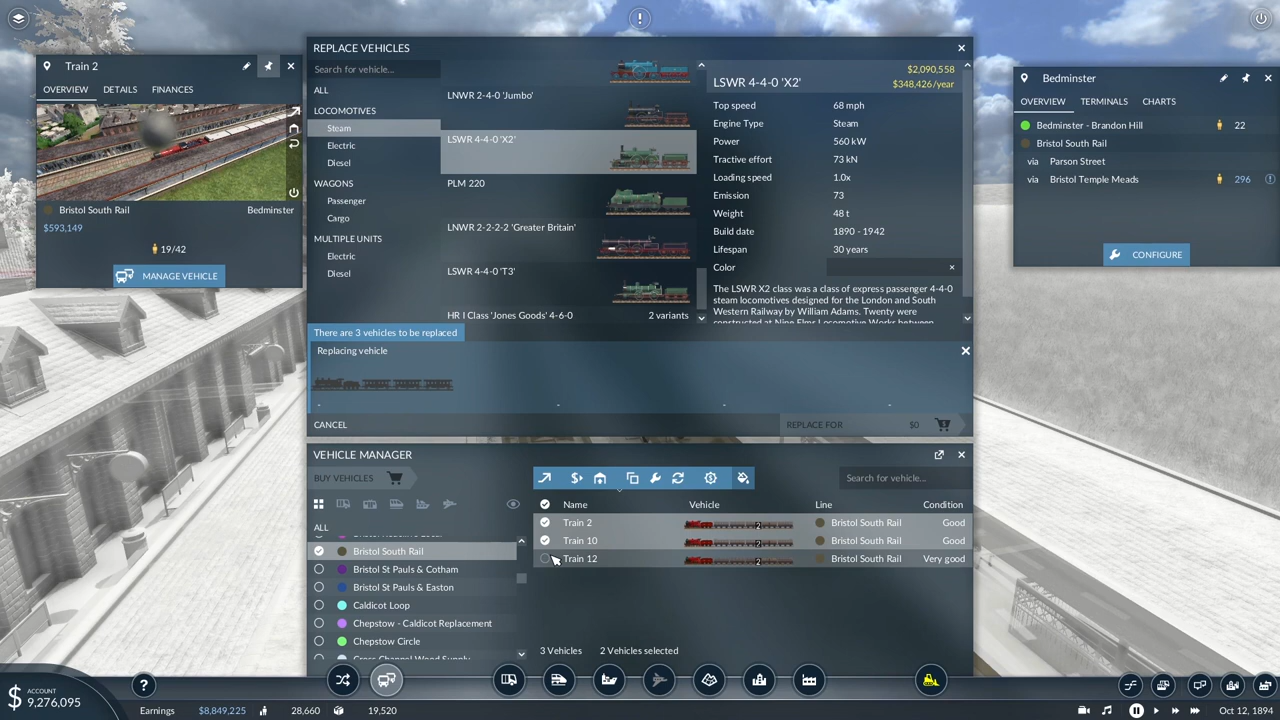 Train 2
OVERVIEW DETAILS FINANCES
Bristol South Rail Bedminster
$593,149
19/42
MANAGE VEHICLE
REPLACE VEHICLES
Search for vehicle...
ALL
LOCOMOTIVES
Steam
Electric
Diesel
WAGONS
Passenger
Cargo
MULTIPLE UNITS
Electric
Diesel
LNWR 2-4-0 'Jumbo'
LSWR 4-4-0 'X2'
PLM 220
LNWR 2-2-2-2 'Greater Britain'
LSWR 4-4-0 'T3'
HR I Class 'Jones Goods' 4-6-0 2 variants
$2,090,558
LSWR 4-4-0 'X2'
$348,426/year
Top speed 68 mph
Engine Type Steam
Power 560 kW
Tractive effort 73 kN
Loading speed 1.0x
Emission 73
Weight 48 t
Build date 1890 - 1942
Lifespan 30 years
Color
The LSWR X2 class was a class of express passenger 4-4-0
steam locomotives designed for the London and South
Western Railway by William Adams. Twenty were
constructed at Nine Elms Locomotive Works between
There are 3 vehicles to be replaced
Replacing vehicle
- - - -
CANCEL
REPLACE FOR $0
Bedminster
OVERVIEW TERMINALS CHARTS
Bedminster - Brandon Hill 22
Bristol South Rail
via Parson Street
via Bristol Temple Meads 296
CONFIGURE
VEHICLE MANAGER
BUY VEHICLES
Search for vehicle...
ALL
Bristol South Rail
Bristol St Pauls & Cotham
Bristol St Pauls & Easton
Caldicot Loop
Chepstow - Caldicot Replacement
Chepstow Circle
Name Vehicle Line Condition
Train 2 2 Bristol South Rail Good
Train 10 2 Bristol South Rail Good
Train 12 2 Bristol South Rail Very good
3 Vehicles 2 Vehicles selected
$ ACCOUNT
9,276,095
?
Earnings $8,849,225 28,660 19,520
Oct 12, 1894